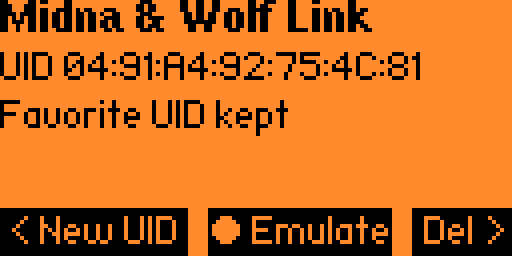 Midna & Wolf Link
UID 04:91:A4:92:75:4C:81
Favorite UID kept
< New UID ● Emulate Del >